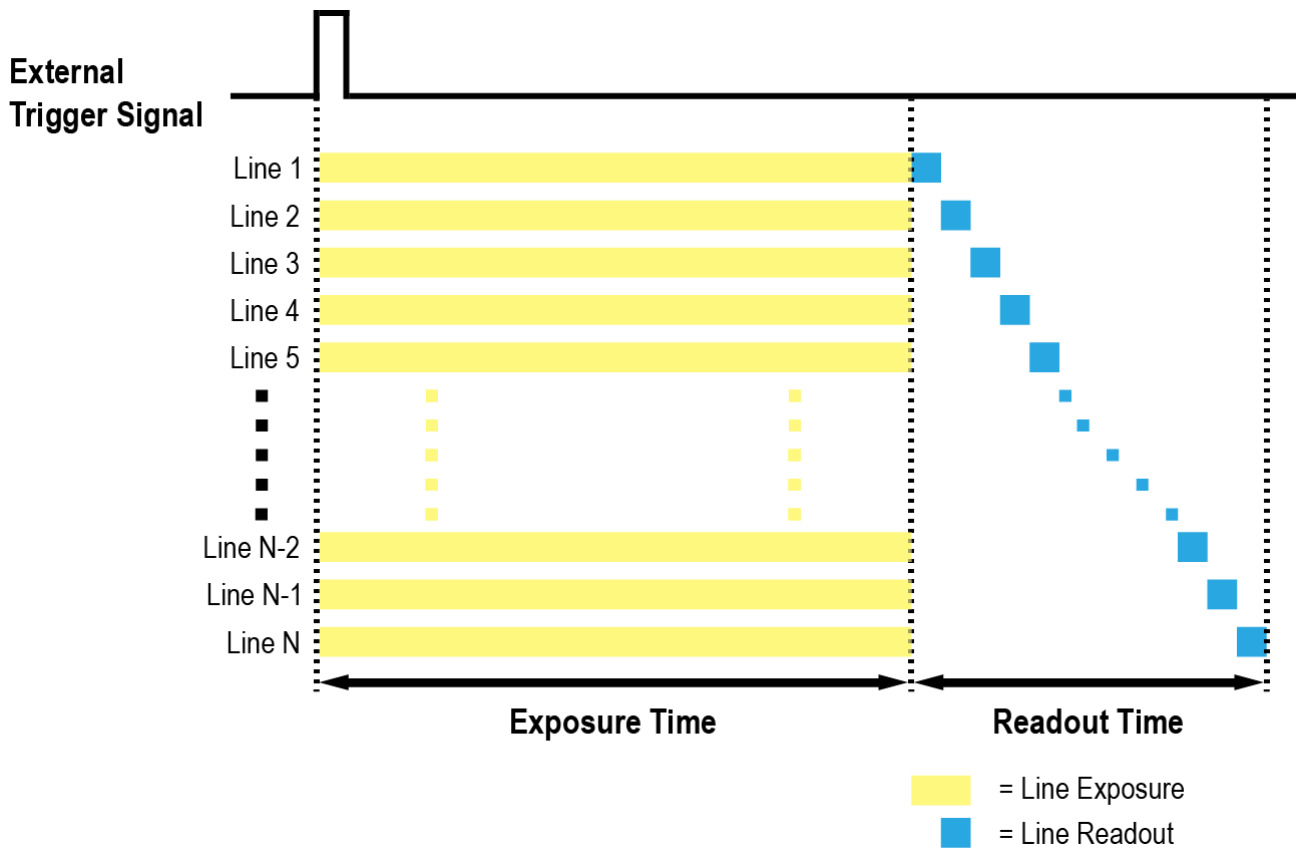 External
Trigger Signal
Line 1
Line 2
Line 3
Line 4
Line 5
Line N-2
Line N-1
Line N
Exposure Time
Readout Time
= Line Exposure
= Line Readout